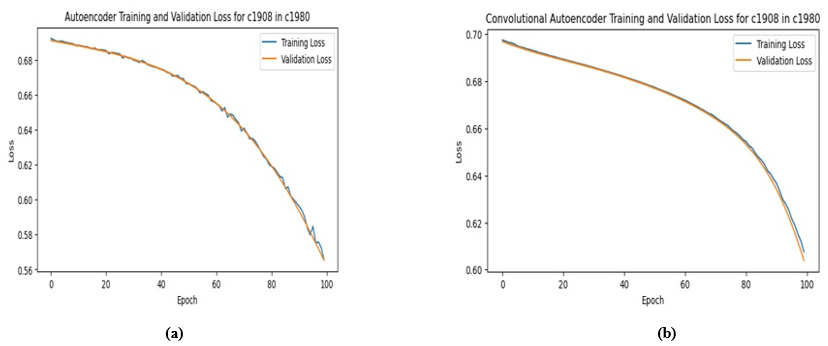 Autoencoder Training and Validation Loss for c1908 in c1980
Training Loss
Validation Loss
Loss
0.68
0.66
0.64
0.62
0.60
0.58
0.56
0 20 40 60 80 100
Epoch
(a)
Convolutional Autoencoder Training and Validation Loss for c1908 in c1980
Training Loss
Validation Loss
Loss
0.70
0.68
0.66
0.64
0.62
0.60
0 20 40 60 80 100
Epoch
(b)